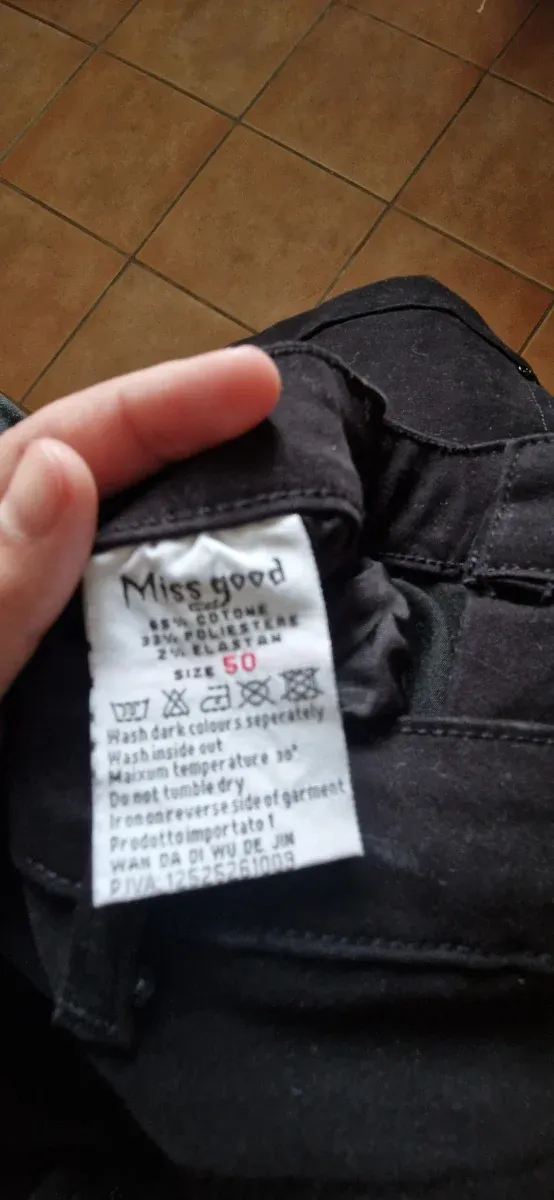 Miss good
65% COTONE
33% POLIESTERE
2% ELASTAN
SIZE 50
Wash dark colours seperately
Wash inside out
Maixum temperature 30°
Do not tumble dry
Iron on reverse side of garment
Prodotto importato 1
WAN DA DI WU DE JIN
P.IVA: 12525261009